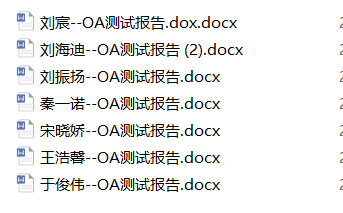 刘宸--OA测试报告.dox.docx
刘海迪--OA测试报告 (2).docx
刘振扬--OA测试报告.docx
秦一诺--OA测试报告.docx
宋晓娇--OA测试报告.docx
王浩馨--OA测试报告.docx
于俊伟--OA测试报告.docx